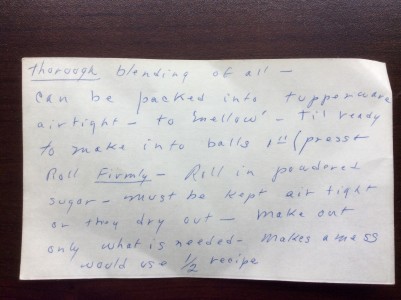 Thorough blending of all —
Can be packed into tupperware
airtight — to "mellow" - til ready
to make into balls 1" (presst
Roll Firmly — Roll in powdered
sugar — must be kept air tight
or they dry out — make out
only what is needed - Makes a mess
would use 1/2 recipe